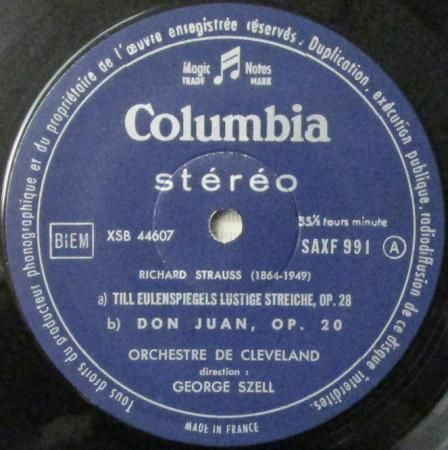 Tous droits du producteur phonographique et du propriétaire de l'œuvre enregistrée réservés. Duplication, exécution publique, radiodiffusion de ce disque interdites.
Magic Notes
TRADE MARK
Columbia
stéréo
BIEM
XSB 44607
33⅓ tours minute
SAXF 991 A
RICHARD STRAUSS (1864-1949)
a) TILL EULENSPIEGELS LUSTIGE STREICHE, OP. 28
b) DON JUAN, OP. 20
ORCHESTRE DE CLEVELAND
direction :
GEORGE SZELL
MADE IN FRANCE